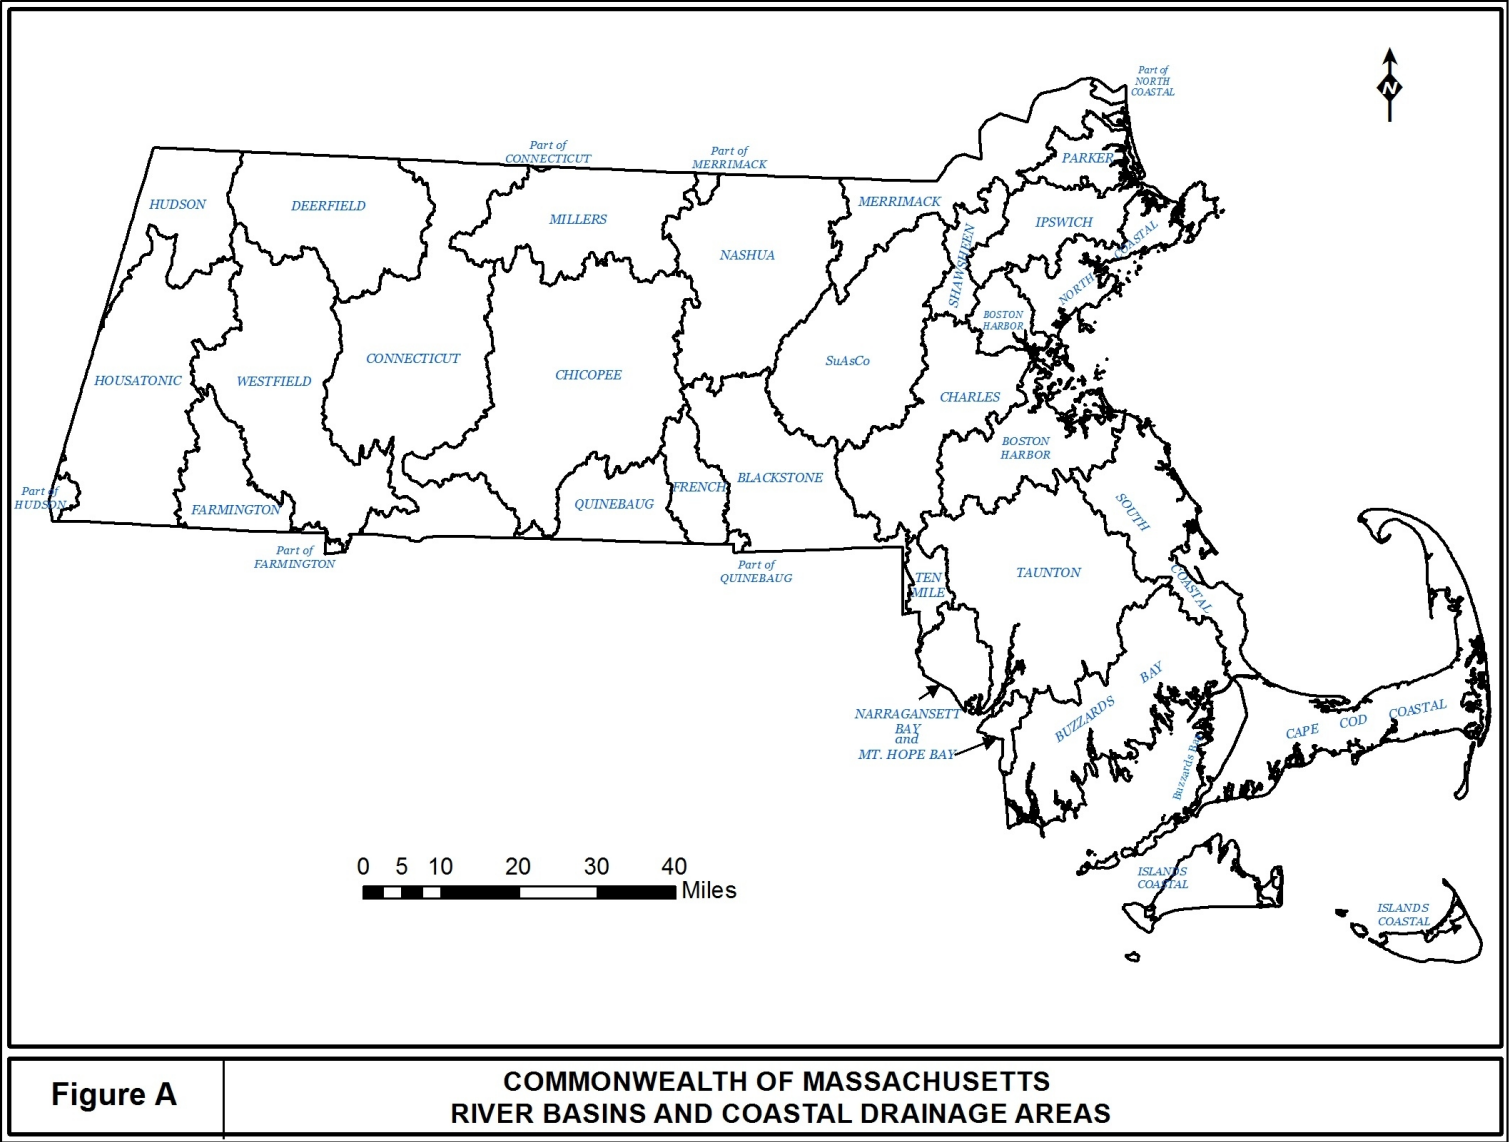 Part of
NORTH
COASTAL
N
Part of
CONNECTICUT
Part of
MERRIMACK
PARKER
HUDSON
DEERFIELD
MILLERS
MERRIMACK
IPSWICH
NASHUA
SHAWSHEEN
NORTH COASTAL
BOSTON
HARBOR
HOUSATONIC
WESTFIELD
CONNECTICUT
CHICOPEE
SuAsCo
CHARLES
BOSTON
HARBOR
Part of
HUDSON
FARMINGTON
QUINEBAUG
FRENCH
BLACKSTONE
SOUTH
COASTAL
Part of
FARMINGTON
Part of
QUINEBAUG
TEN
MILE
TAUNTON
NARRAGANSETT
BAY
and
MT. HOPE BAY
BUZZARDS BAY
Buzzards Bay
CAPE COD COASTAL
ISLANDS
COASTAL
ISLANDS
COASTAL
0 5 10 20 30 40
Miles
Figure A
COMMONWEALTH OF MASSACHUSETTS
RIVER BASINS AND COASTAL DRAINAGE AREAS